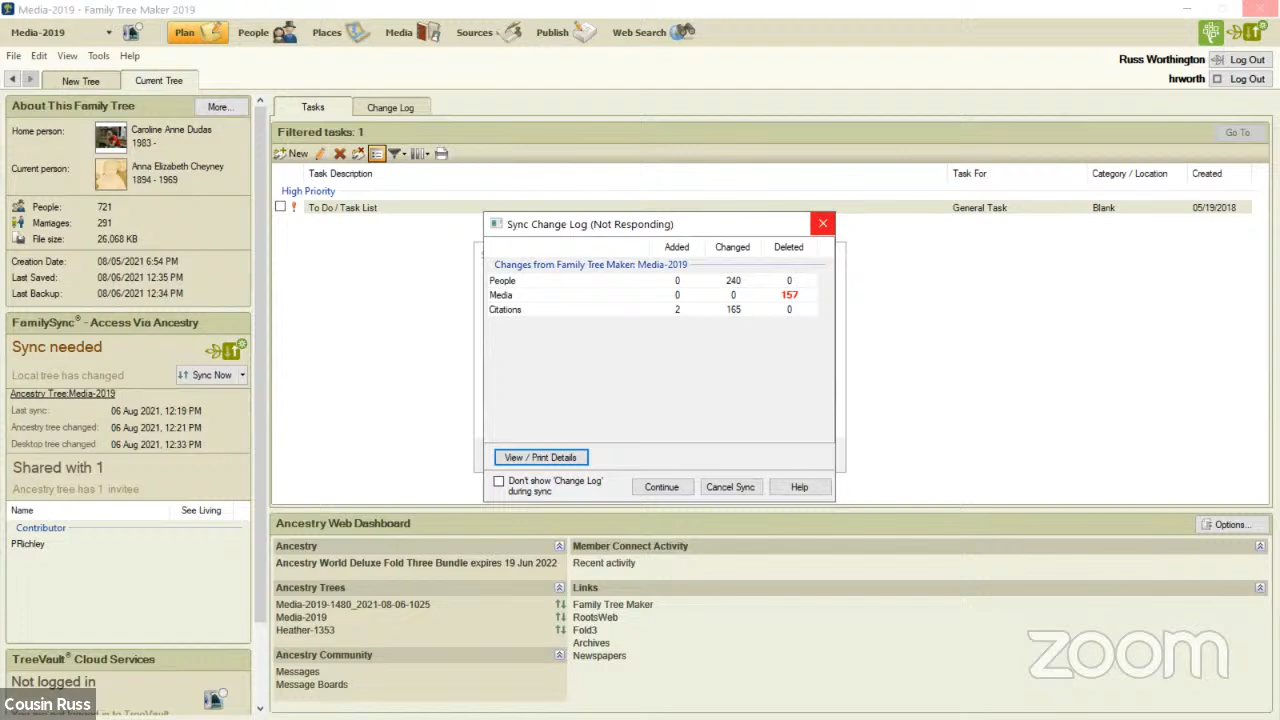 Media-2019 - Family Tree Maker 2019
Media-2019
Plan
People
Places
Media
Sources
Publish
Web Search
File Edit View Tools Help
Russ Worthington
Log Out
hrworth
Log Out
New Tree
Current Tree
About This Family Tree
More...
Home person:
Caroline Anne Dudas
1983 -
Current person:
Anna Elizabeth Cheyney
1894 - 1969
People: 721
Marriages: 291
File size: 26,068 KB
Creation Date: 08/05/2021 6:54 PM
Last Saved: 08/06/2021 12:35 PM
Last Backup: 08/06/2021 12:34 PM
FamilySync® - Access Via Ancestry
Sync needed
Local tree has changed
Sync Now
Ancestry Tree:Media-2019
Last sync: 06 Aug 2021, 12:19 PM
Ancestry tree changed: 06 Aug 2021, 12:21 PM
Desktop tree changed: 06 Aug 2021, 12:33 PM
Shared with 1
Ancestry tree has 1 invitee
Name See Living
Contributor
PRichley
TreeVault® Cloud Services
Not logged in
Cousin Russ
Tasks
Change Log
Filtered tasks: 1
Go To
New
Task Description Task For Category / Location Created
High Priority
! To Do / Task List General Task Blank 05/19/2018
Sync Change Log (Not Responding)
Added Changed Deleted
Changes from Family Tree Maker: Media-2019
People 0 240 0
Media 0 0 157
Citations 2 165 0
View / Print Details
Don't show 'Change Log'
during sync
Continue
Cancel Sync
Help
Ancestry Web Dashboard
Options...
Ancestry
Ancestry World Deluxe Fold Three Bundle expires 19 Jun 2022
Ancestry Trees
Media-2019-1480_2021-08-06-1025
Media-2019
Heather-1353
Ancestry Community
Messages
Message Boards
Member Connect Activity
Recent activity
Links
Family Tree Maker
RootsWeb
Fold3
Archives
Newspapers
zoom